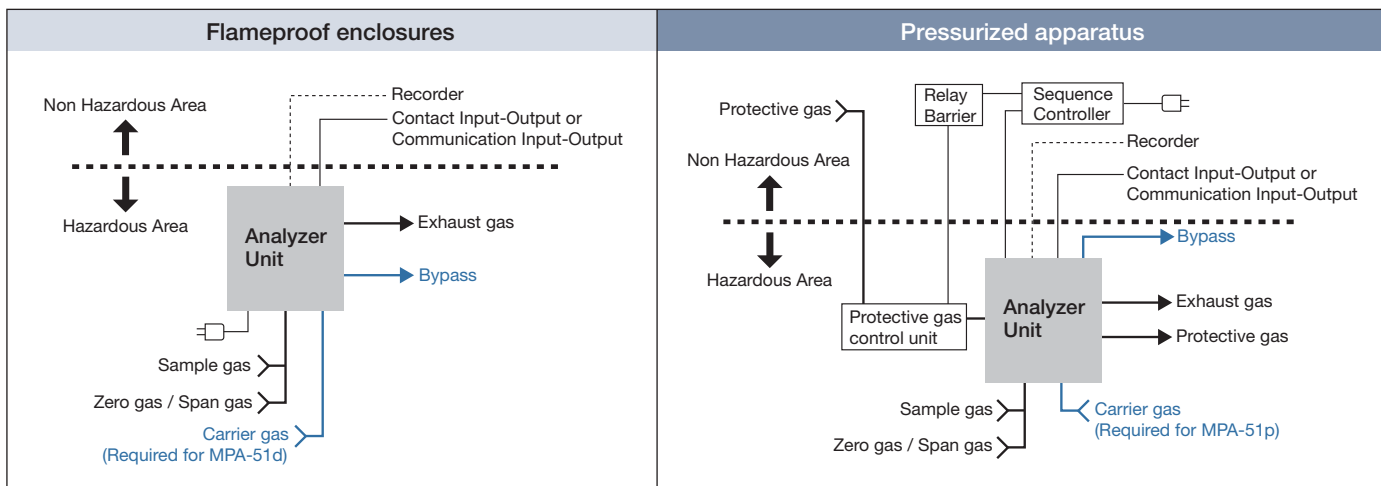 Flameproof enclosures
Non Hazardous Area
Hazardous Area
Recorder
Contact Input-Output or
Communication Input-Output
Analyzer
Unit
Exhaust gas
Bypass
Sample gas
Zero gas / Span gas
Carrier gas
(Required for MPA-51d)
Pressurized apparatus
Protective gas
Relay
Barrier
Sequence
Controller
Recorder
Non Hazardous Area
Contact Input-Output or
Communication Input-Output
Bypass
Hazardous Area
Protective gas
control unit
Analyzer
Unit
Exhaust gas
Protective gas
Sample gas
Zero gas / Span gas
Carrier gas
(Required for MPA-51p)